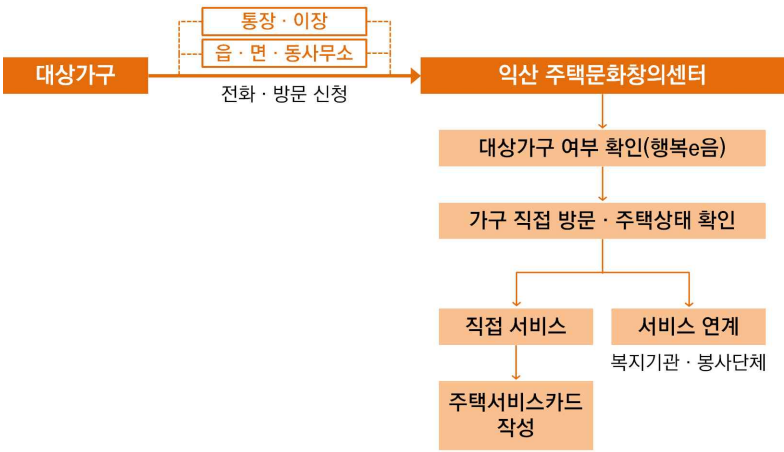 통장 · 이장
읍 · 면 · 동사무소
대상가구
전화 · 방문 신청
익산 주택문화창의센터
대상가구 여부 확인(행복e음)
가구 직접 방문 · 주택상태 확인
직접 서비스
서비스 연계
복지기관 · 봉사단체
주택서비스카드
작성